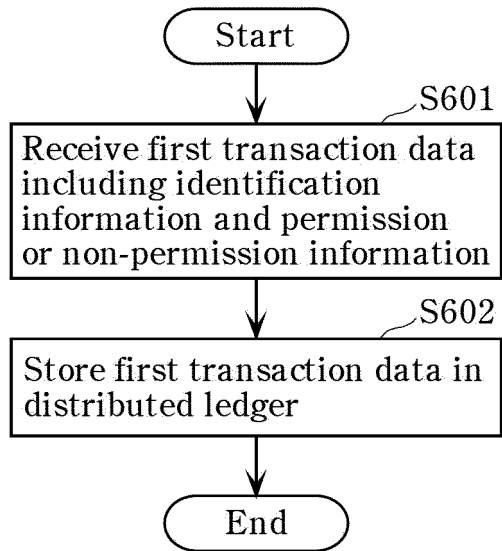 Start
S601
Receive first transaction data
including identification
information and permission
or non-permission information
S602
Store first transaction data in
distributed ledger
End